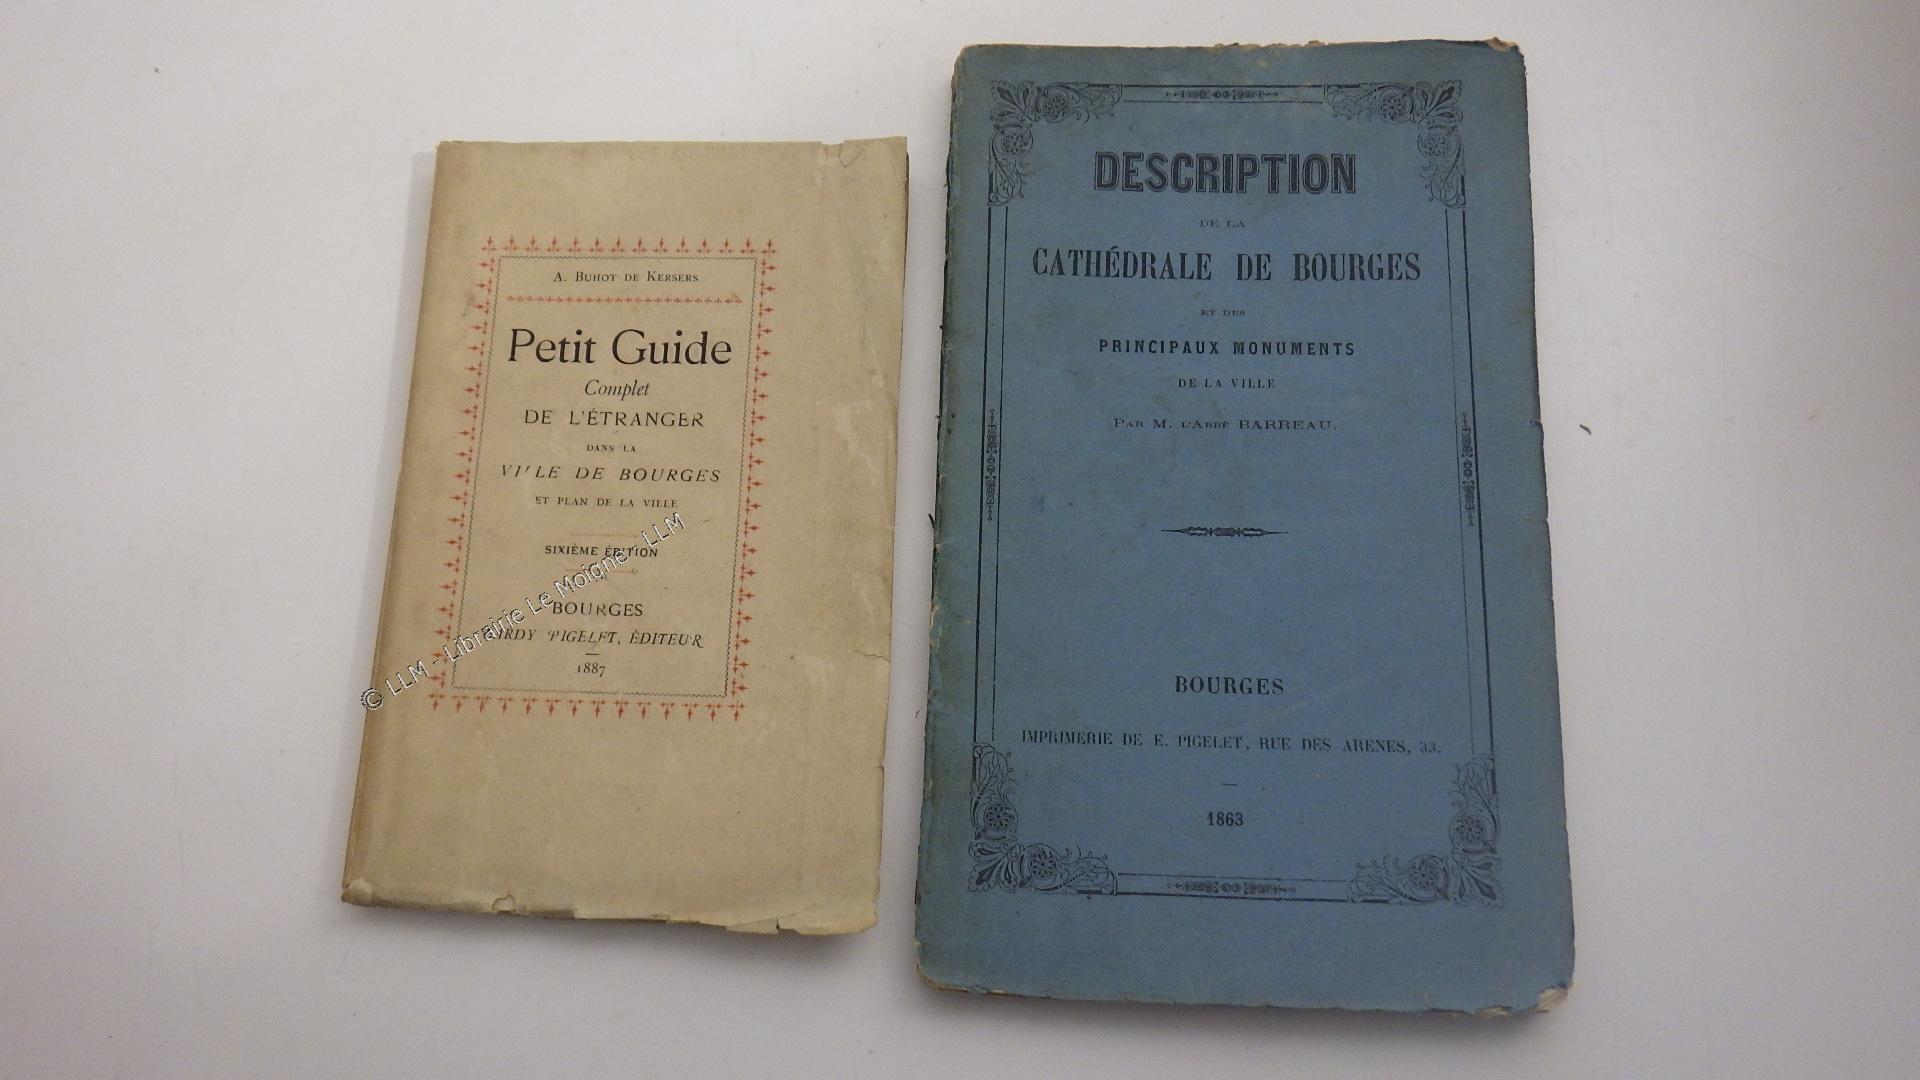 A. BUHOT DE KERSERS
Petit Guide
Complet
DE L'ÉTRANGER
DANS LA
VILLE DE BOURGES
ET PLAN DE LA VILLE
SIXIÈME ÉDITION
BOURGES
PIGELET, ÉDITEUR
1887
© LLM - Librairie Le Moigne - LLM
DESCRIPTION
DE LA
CATHÉDRALE DE BOURGES
ET DES
PRINCIPAUX MONUMENTS
DE LA VILLE
PAR M. L'ABBÉ BARREAU.
BOURGES
IMPRIMERIE DE E. PIGELET, RUE DES ARENES, 33.
1863